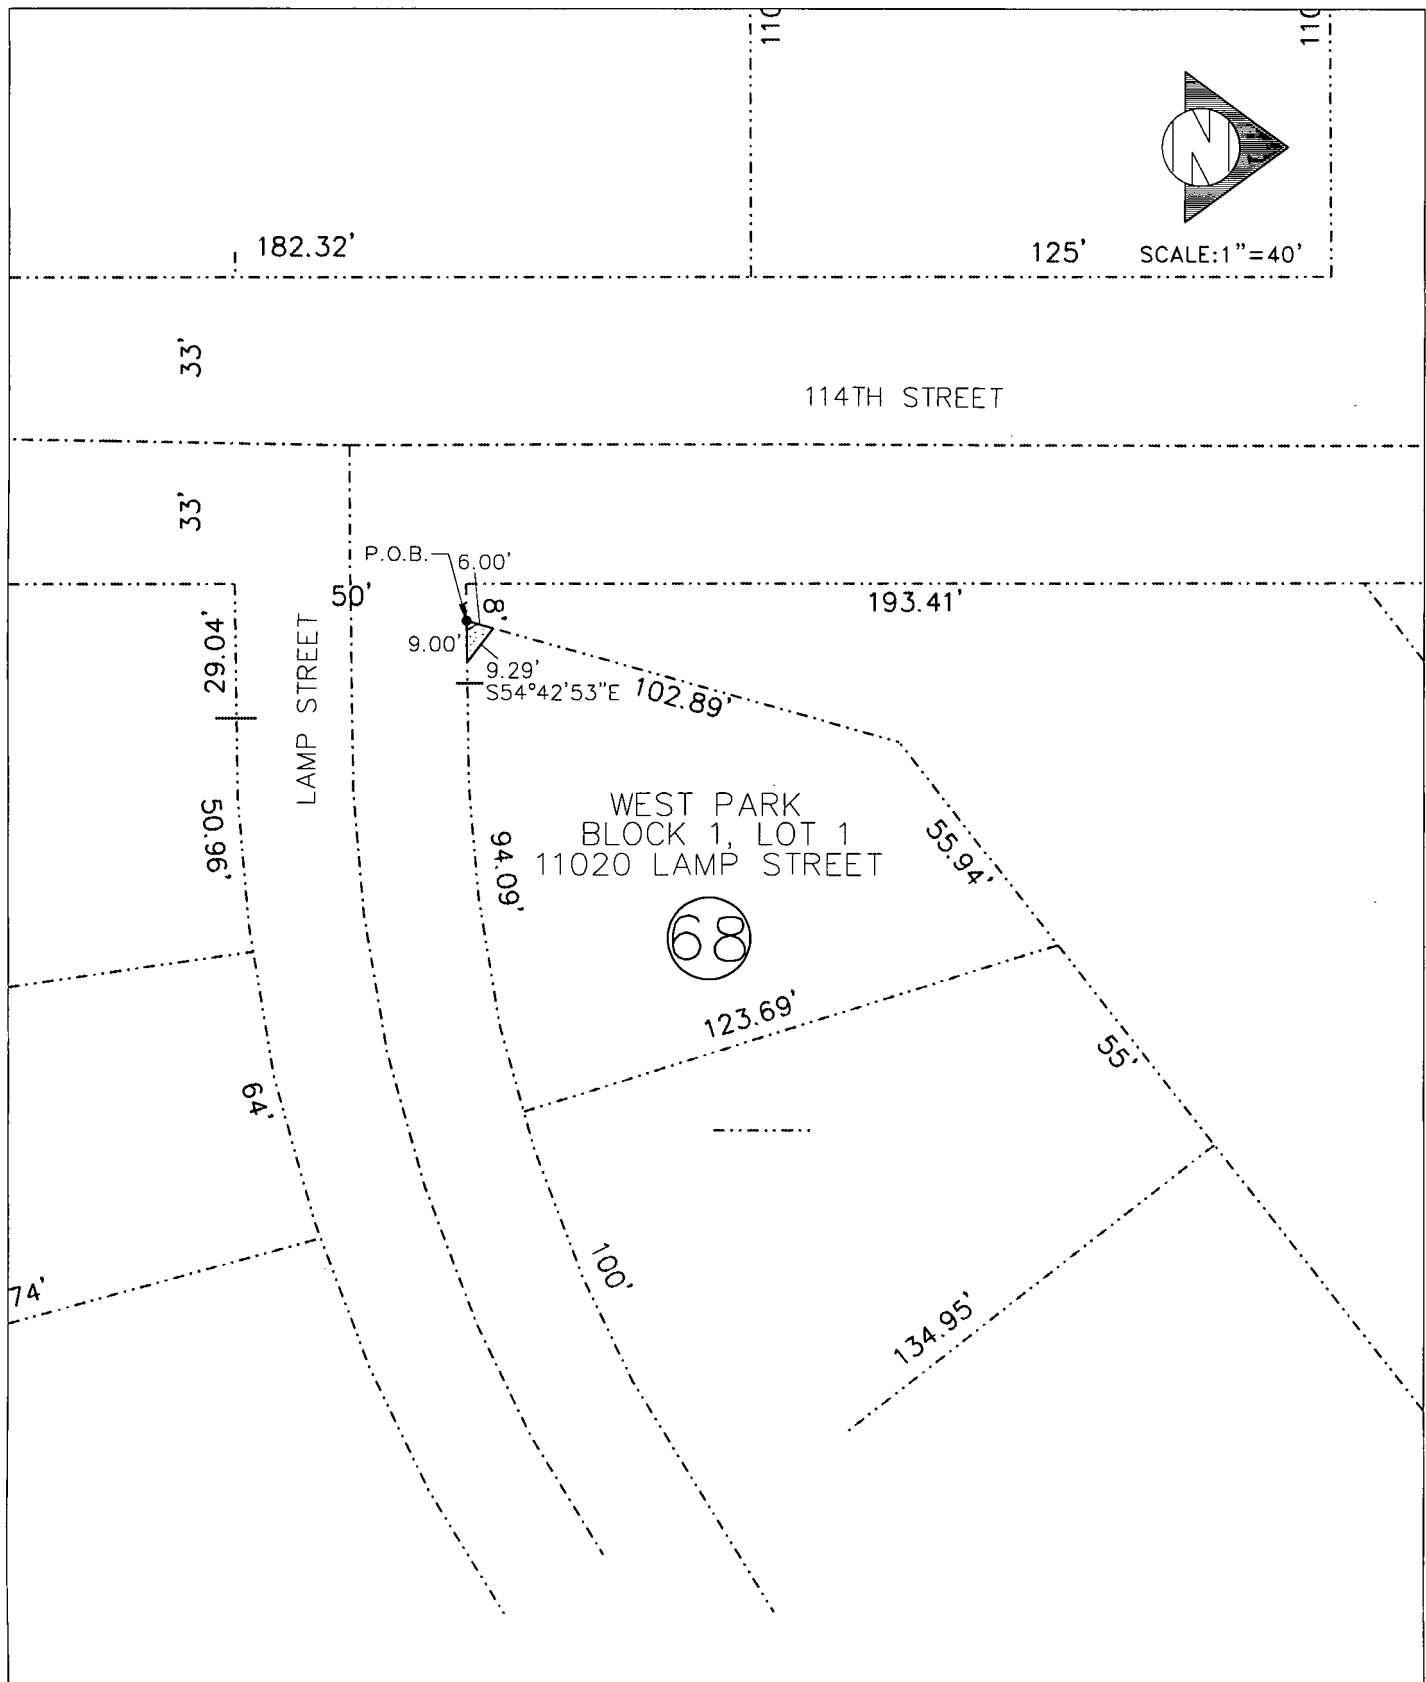 110
110
N
182.32'
125'
SCALE:1"=40'
33'
114TH STREET
33'
P.O.B.
6.00'
50'
8'
193.41'
29.04'
LAMP STREET
9.00'
9.29'
S54°42'53"E
102.89'
50.96'
WEST PARK
BLOCK 1, LOT 1
11020 LAMP STREET
94.09'
55.94'
68
123.69'
55'
64'
100'
74'
134.95'